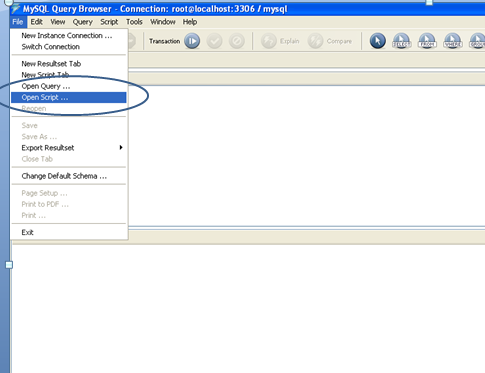 MySQL Query Browser - Connection: root@localhost:3306 / mysql
File Edit View Query Script Tools Window Help
New Instance Connection ...
Switch Connection
Transaction Explain Compare SELECT FROM WHERE
New Resultset Tab
New Script Tab
Open Query ...
Open Script ...
Reopen
Save
Save As ...
Export Resultset
Close Tab
Change Default Schema ...
Page Setup ...
Print to PDF ...
Print ...
Exit